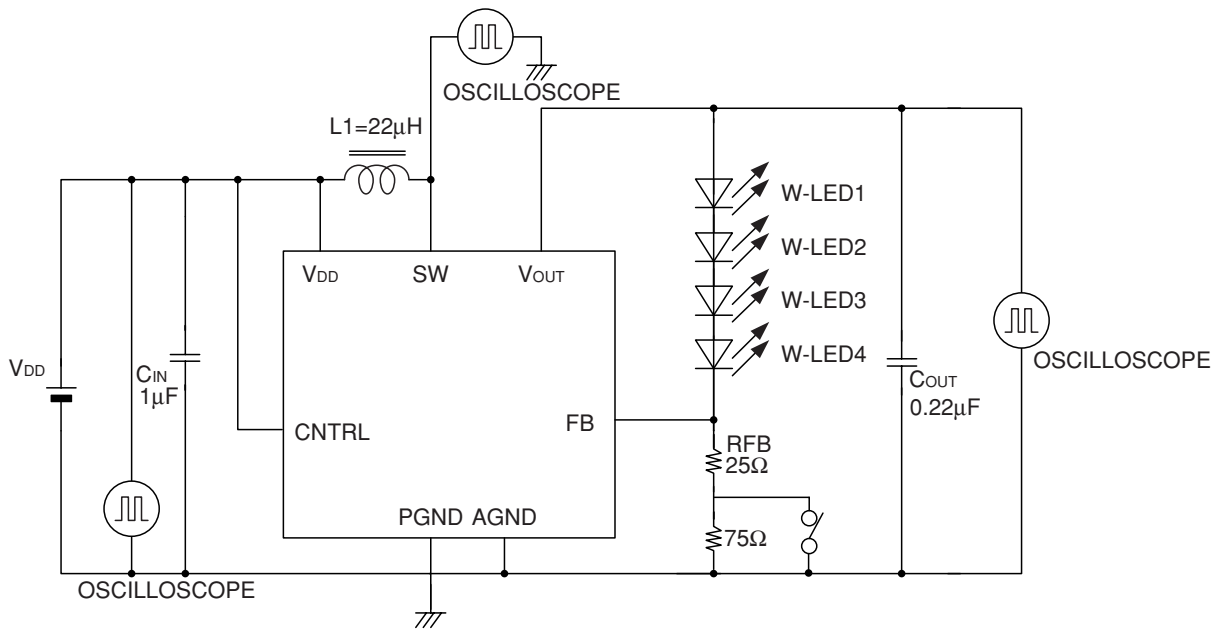 OSCILLOSCOPE
L1=22μH
W-LED1
VDD
SW
VOUT
W-LED2
W-LED3
W-LED4
OSCILLOSCOPE
VDD
CIN
1μF
COUT
0.22μF
CNTRL
FB
RFB
25Ω
PGND AGND
75Ω
OSCILLOSCOPE